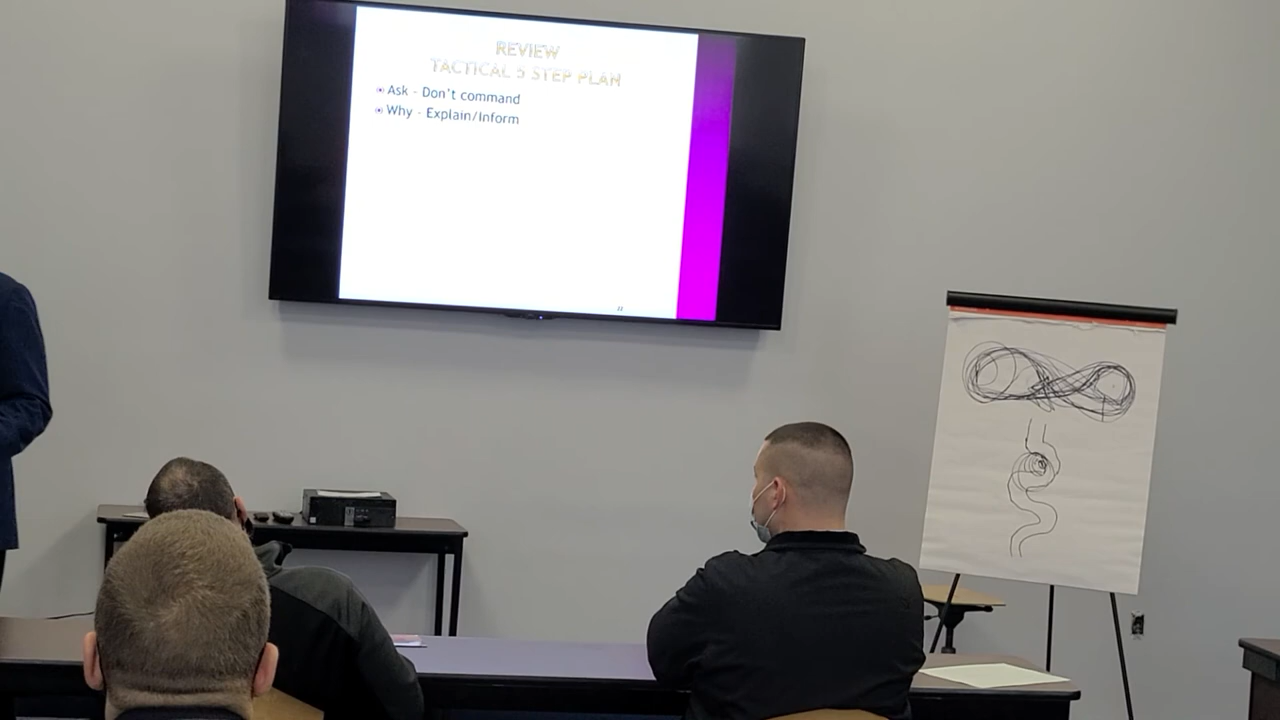 REVIEW
TACTICAL 5 STEP PLAN
Ask - Don't command
Why - Explain/Inform